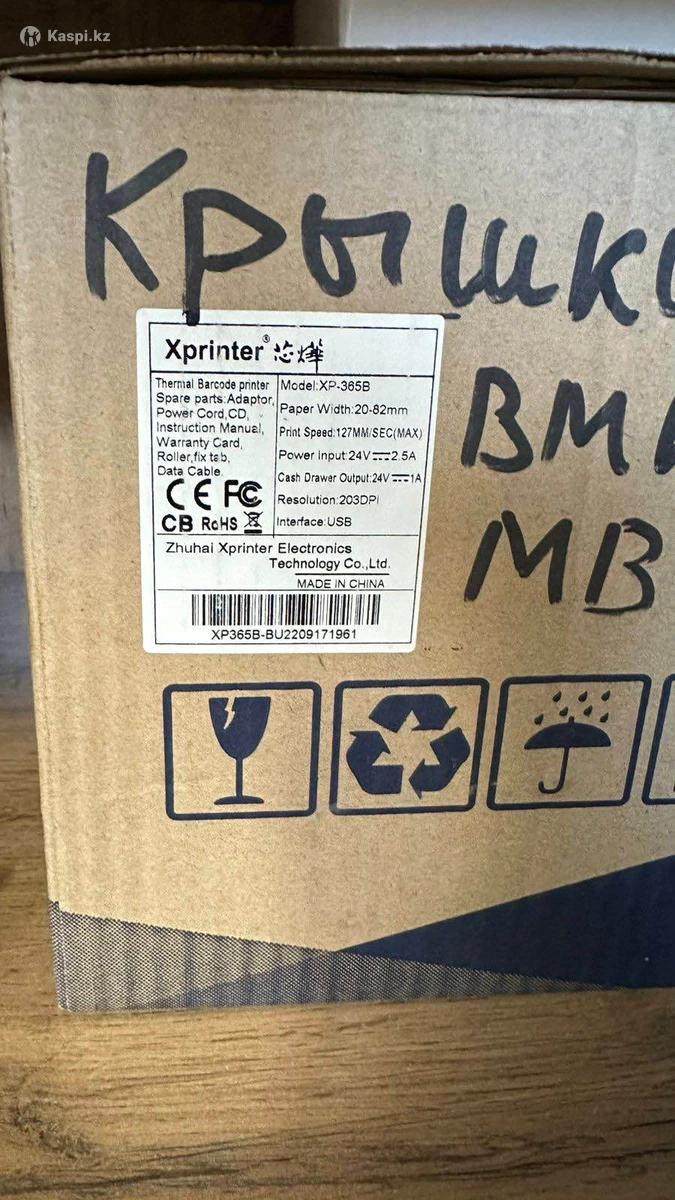 Kaspi.kz
Крышки
МВ
Xprinter® 芯烨
Thermal Barcode printer
Spare parts:Adaptor,
Power Cord,CD,
Instruction Manual,
Warranty Card,
Roller,fix tab,
Data Cable.
CE FC
CB RoHS
Model:XP-365B
Paper Width:20-82mm
Print Speed:127MM/SEC(MAX)
Power Input:24V⎓2.5A
Cash Drawer Output:24V⎓1A
Resolution:203DPI
Interface:USB
Zhuhai Xprinter Electronics
Technology Co.,Ltd.
MADE IN CHINA
XP365B-BU2209171961